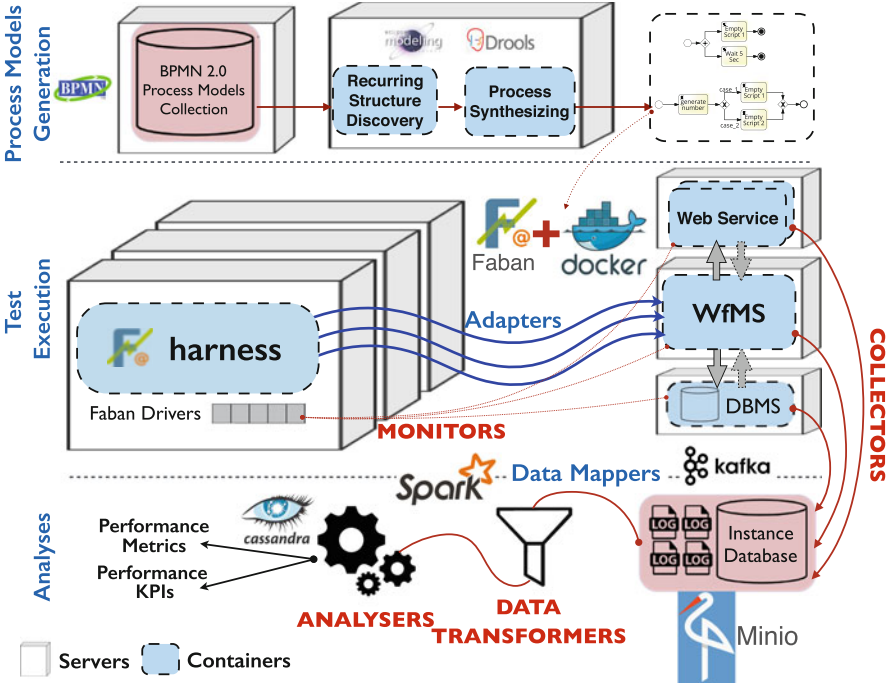 Process Models
Generation
BPMN
BPMN 2.0
Process Models
Collection
eclipse
modeling
Drools
Recurring
Structure
Discovery
Process
Synthesizing
Empty
Script 1
Wait 5
Sec
generate
number
case_1
Empty
Script 1
case_2
Empty
Script 2
Test
Execution
F@
Faban
+
docker
Web Service
F@
harness
Adapters
WfMS
Faban Drivers
MONITORS
DBMS
COLLECTORS
Analyses
Spark
Data Mappers
kafka
Performance
Metrics
Performance
KPIs
cassandra
LOG LOG
LOG LOG
Instance
Database
ANALYSERS
DATA
TRANSFORMERS
Minio
Servers
Containers